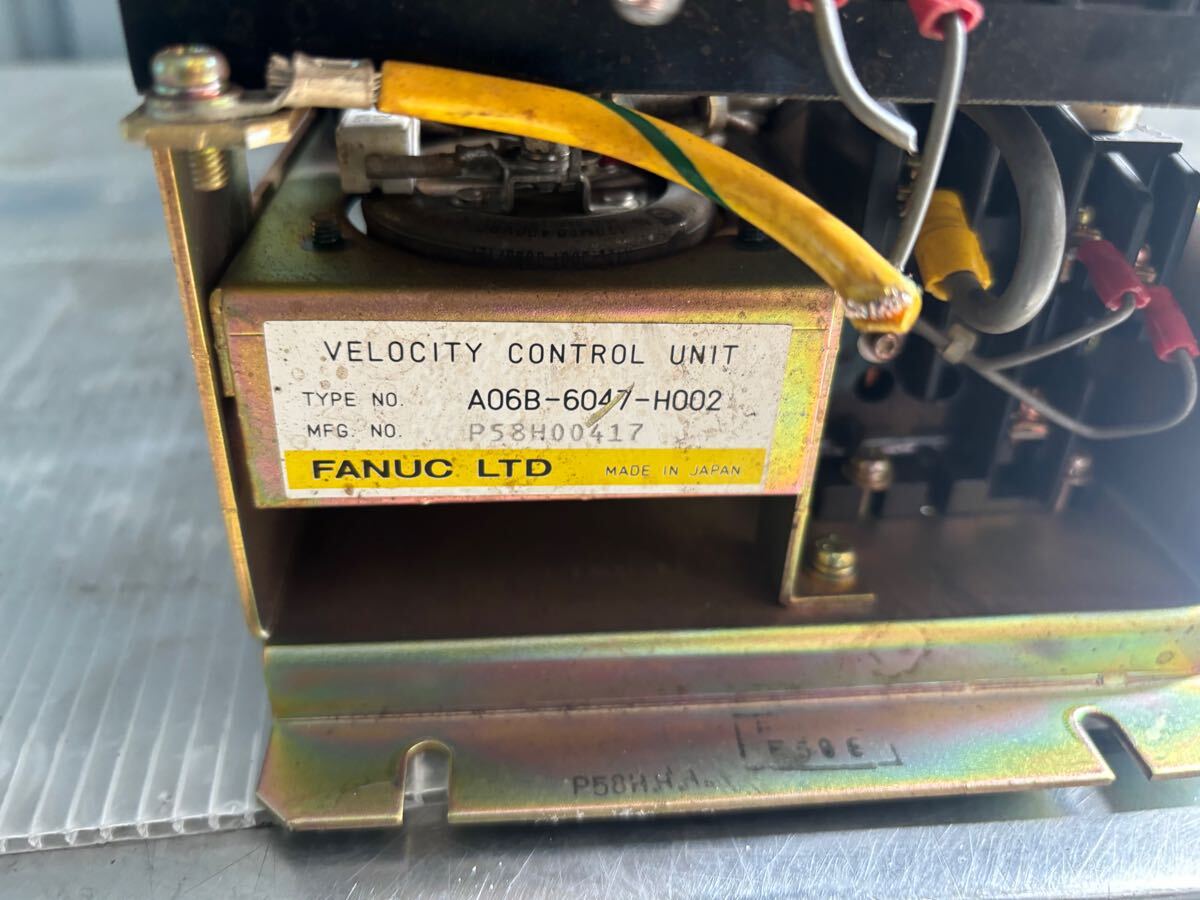 VELOCITY CONTROL UNIT
TYPE NO. A06B-6047-H002
MFG. NO. P58H00417
FANUC LTD MADE IN JAPAN